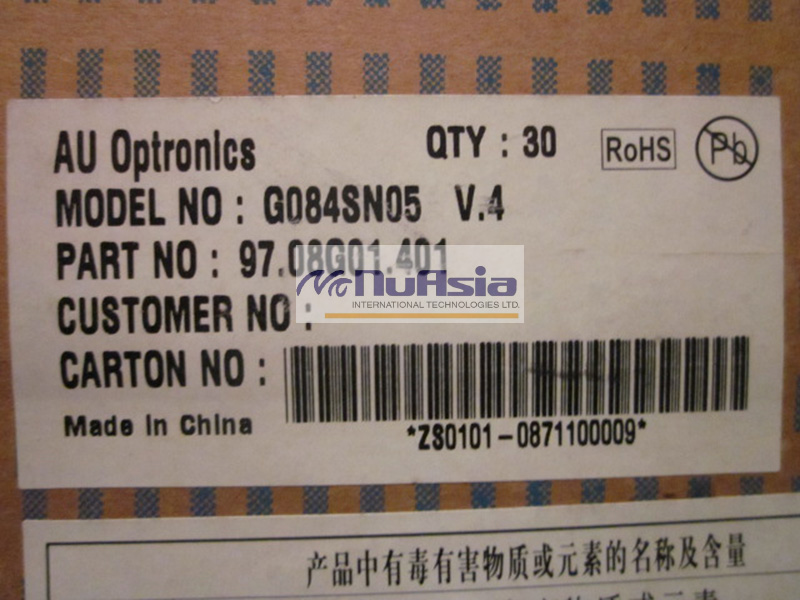 AU Optronics QTY : 30 RoHS Pb
MODEL NO : G084SN05 V.4
PART NO : 97.08G01.401
NuAsia
INTERNATIONAL TECHNOLOGIES LTD.
CUSTOMER NO :
CARTON NO :
Made in China *ZS0101-0871100009*
产品中有毒有害物质或元素的名称及含量